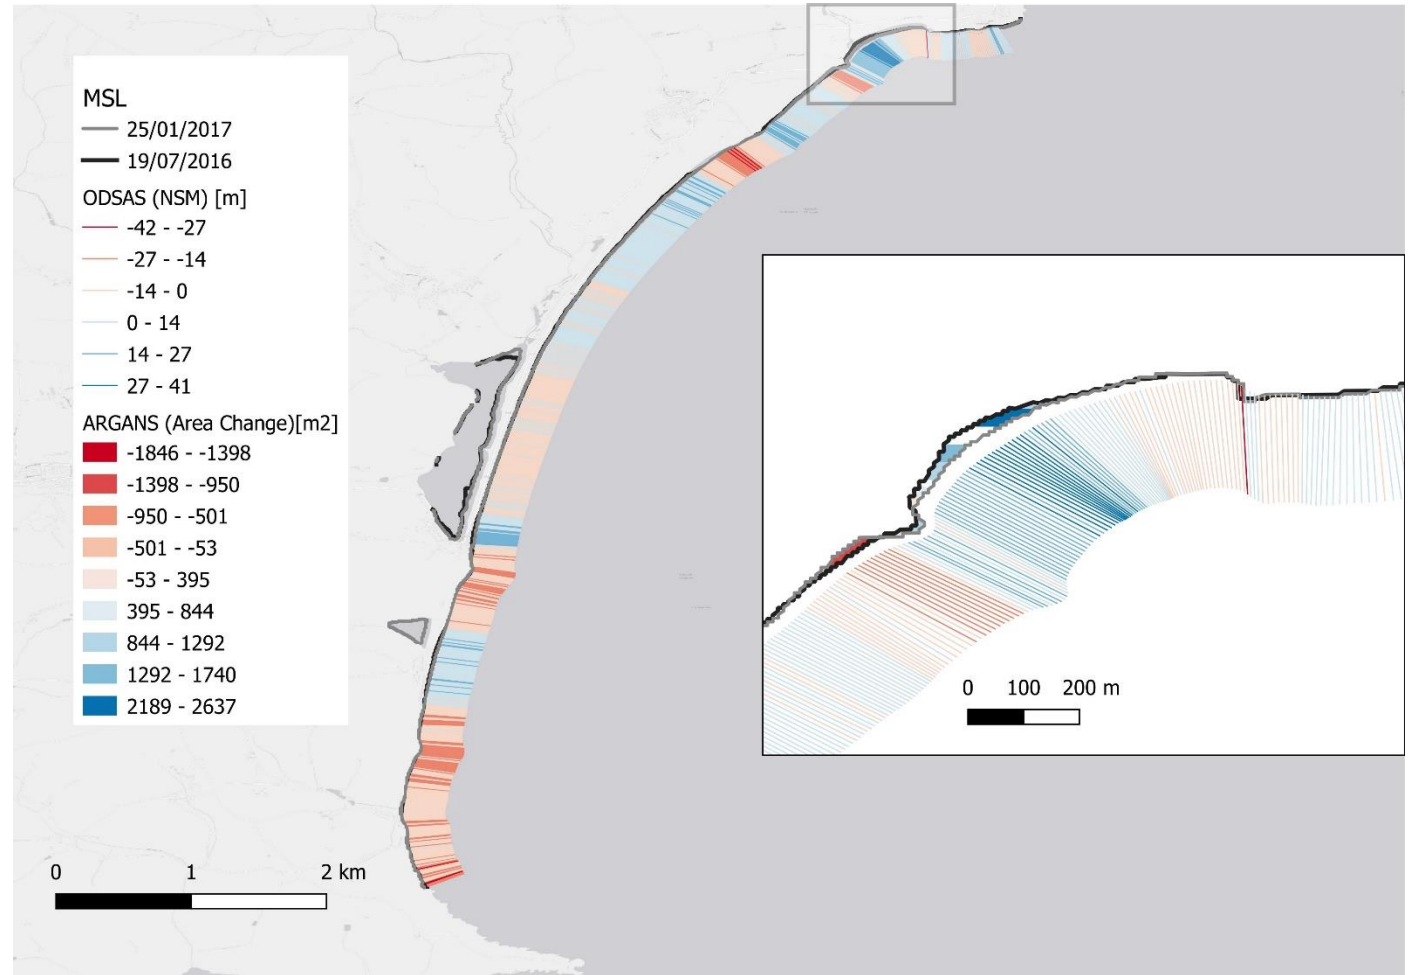 MSL
25/01/2017
19/07/2016
ODSAS (NSM) [m]
-42 - -27
-27 - -14
-14 - 0
0 - 14
14 - 27
27 - 41
ARGANS (Area Change)[m2]
-1846 - -1398
-1398 - -950
-950 - -501
-501 - -53
-53 - 395
395 - 844
844 - 1292
1292 - 1740
2189 - 2637
0 100 200 m
0 1 2 km